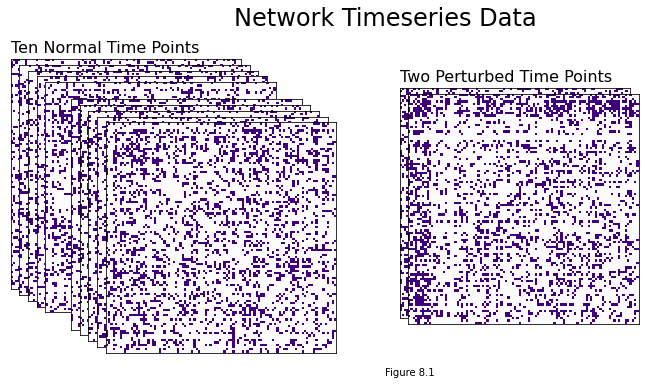 Network Timeseries Data
Ten Normal Time Points
Two Perturbed Time Points
Figure 8.1